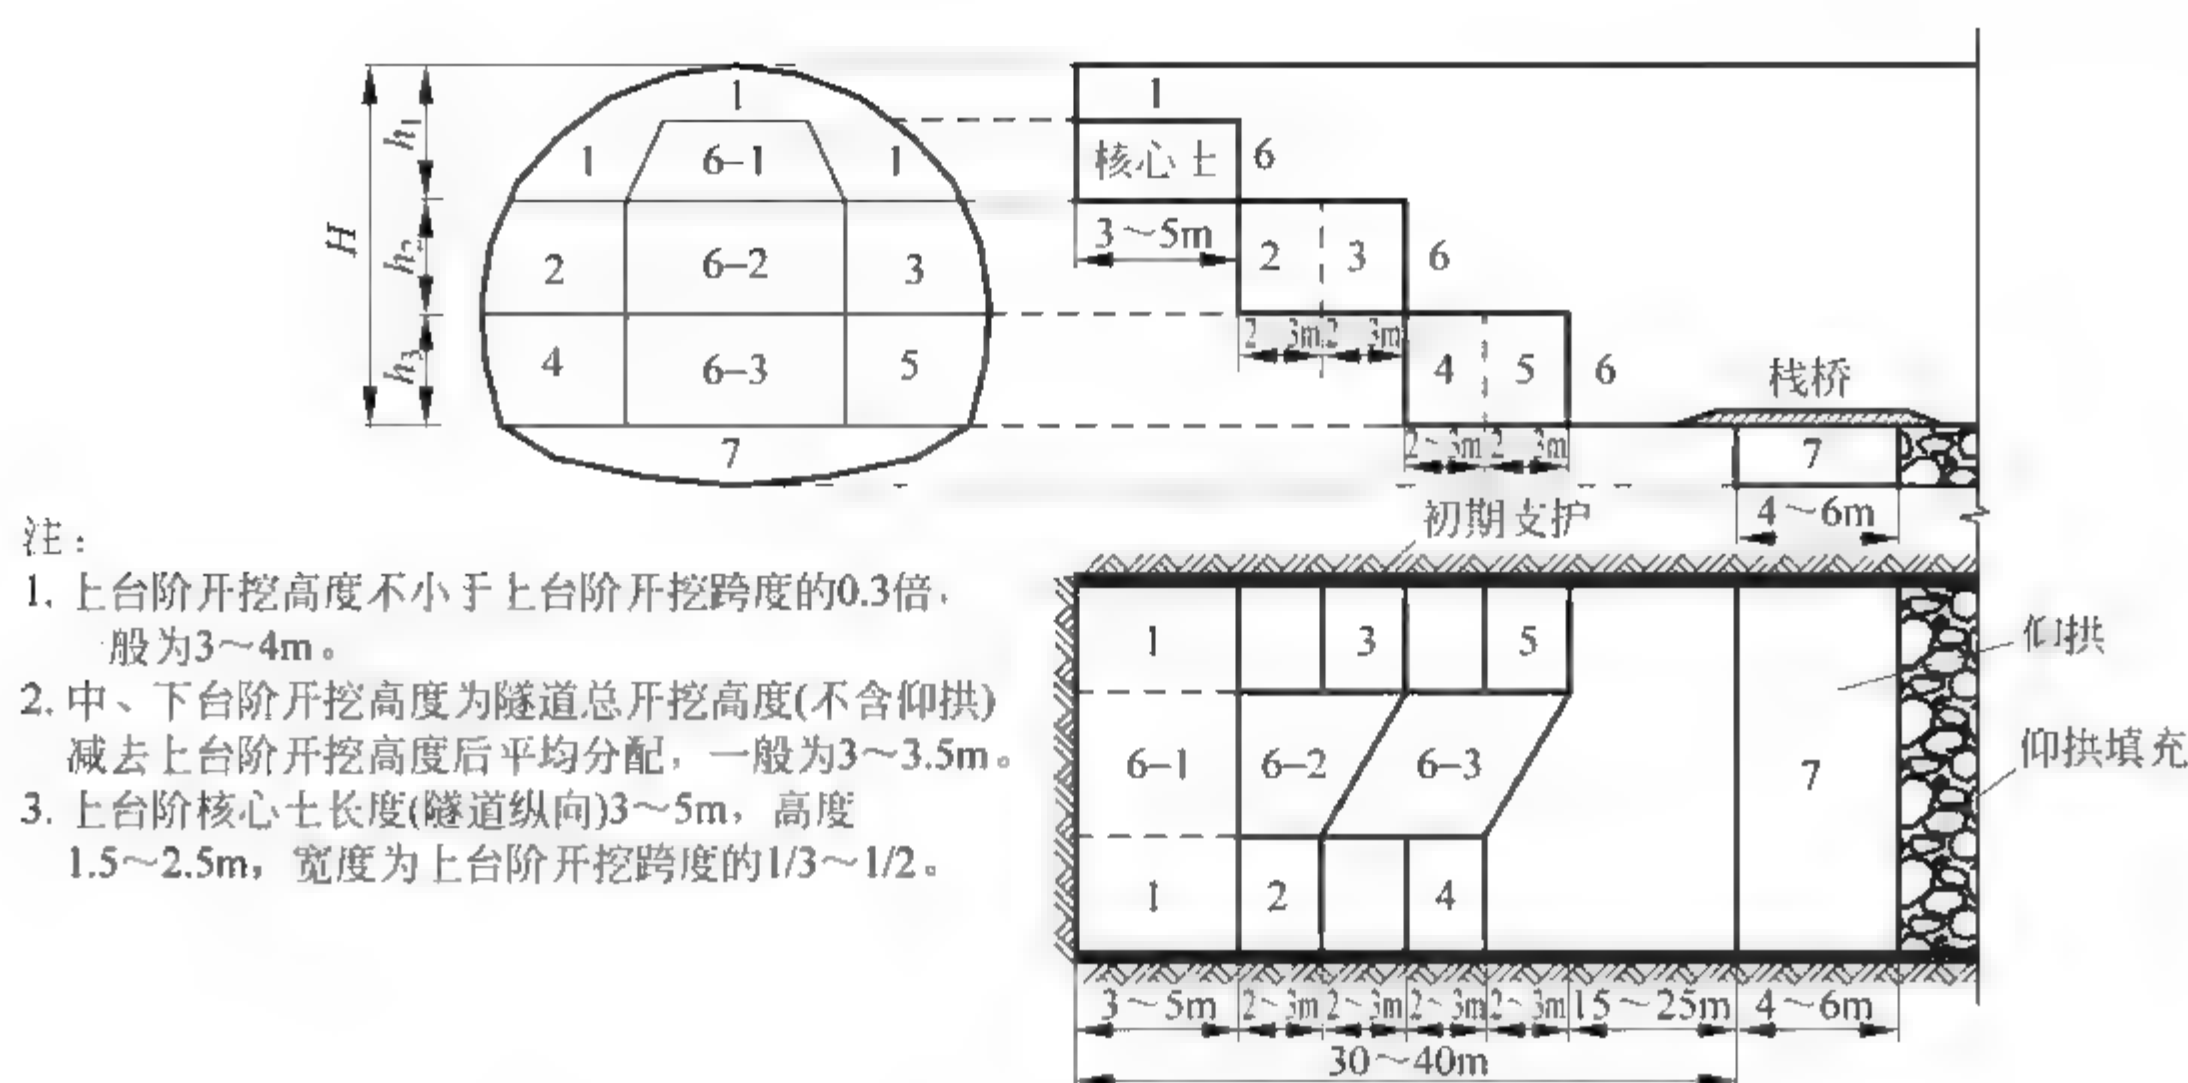 1
1
6-1
1
2
6-2
3
4
6-3
5
7
H
h1
h2
h3
1
核心土
6
3～5m
2
3
6
2 3m
2 3m
4
5
6
栈桥
2~3m
2 3m
7
4～6m
初期支护
注：
1. 上台阶开挖高度不小于上台阶开挖跨度的0.3倍，
般为3～4m。
2. 中、下台阶开挖高度为隧道总开挖高度(不含仰拱)
减去上台阶开挖高度后平均分配，一般为3～3.5m。
3. 上台阶核心土长度(隧道纵向)3～5m，高度
1.5～2.5m，宽度为上台阶开挖跨度的1/3～1/2。
1
3
5
仰拱
6-1
6-2
6-3
7
仰拱填充
1
2
4
3～5m
2~3m
2~3m
2~3m
2~3m
15～25m
4～6m
30～40m